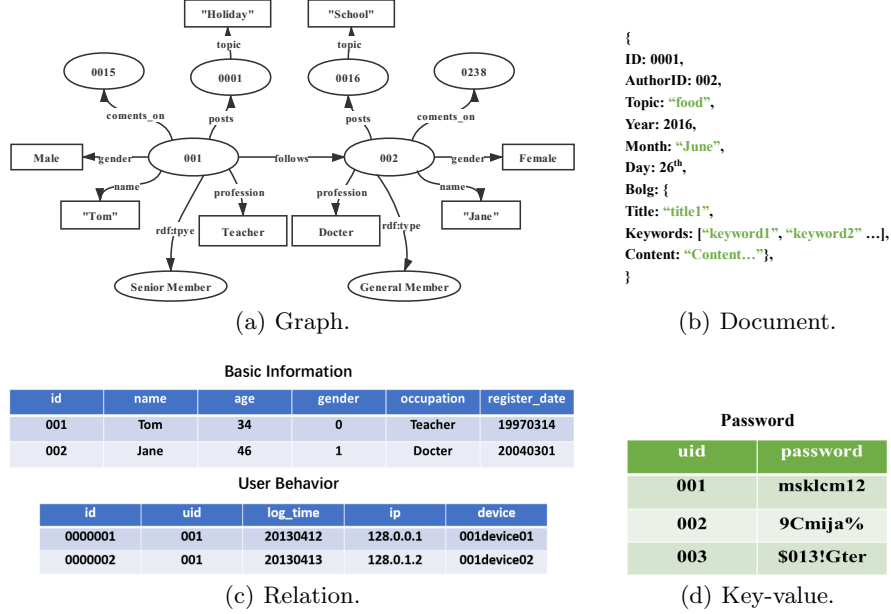 "Holiday" "School"
topic topic
0015 0001 0016 0238
coments_on posts posts coments_on
Male gender 001 follows 002 gender Female
name profession profession name
"Tom" Teacher Docter "Jane"
rdf:tpye rdf:type
Senior Member General Member
(a) Graph.
{
ID: 0001,
AuthorID: 002,
Topic: “food”,
Year: 2016,
Month: “June”,
Day: 26th,
Bolg: {
Title: “title1”,
Keywords: [“keyword1”, “keyword2” ...],
Content: “Content...”},
}
(b) Document.
Basic Information
id name age gender occupation register_date
001 Tom 34 0 Teacher 19970314
002 Jane 46 1 Docter 20040301
User Behavior
id uid log_time ip device
0000001 001 20130412 128.0.0.1 001device01
0000002 001 20130413 128.0.1.2 001device02
(c) Relation.
Password
uid password
001 msklcm12
002 9Cmija%
003 $013!Gter
(d) Key-value.